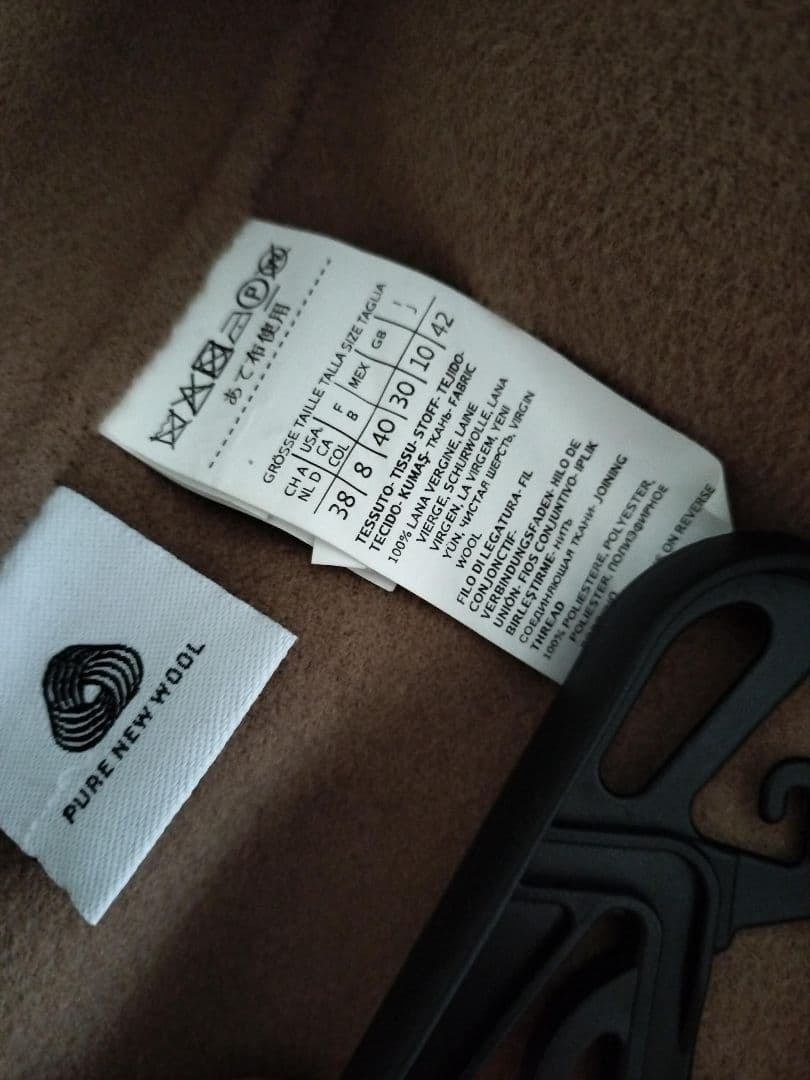 あて布使用
GRÖSSE TAILLE TALLA SIZE TAGLIA
CH A USA, F MEX GB I
NL D CA B J
COL
38 8 40 30 10 42
TESSUTO- TISSU- STOFF- TEJIDO-
TECIDO- KUMAŞ- ТКАНЬ- FABRIC
100% LANA VERGINE, LAINE
VIERGE, SCHURWOLLE, LANA
VIRGEN, LA VIRGEM, YENI
YÜN, ЧИСТАЯ ШЕРСТЬ, VIRGIN
WOOL
FILO DI LEGATURA- FIL
CONJONCTIF-
VERBINDUNGSFADEN- HILO DE
UNIÓN- FIOS CONJUNTIVO- IPLIK
BIRLEŞTIRME- НИТЬ
СОЕДИНЯЮЩАЯ ТКАНИ- JOINING
THREAD
100% POLIESTERE, POLYESTER,
POLIESTER, ПОЛИЭФИРНОЕ
ON REVERSE
PURE NEW WOOL